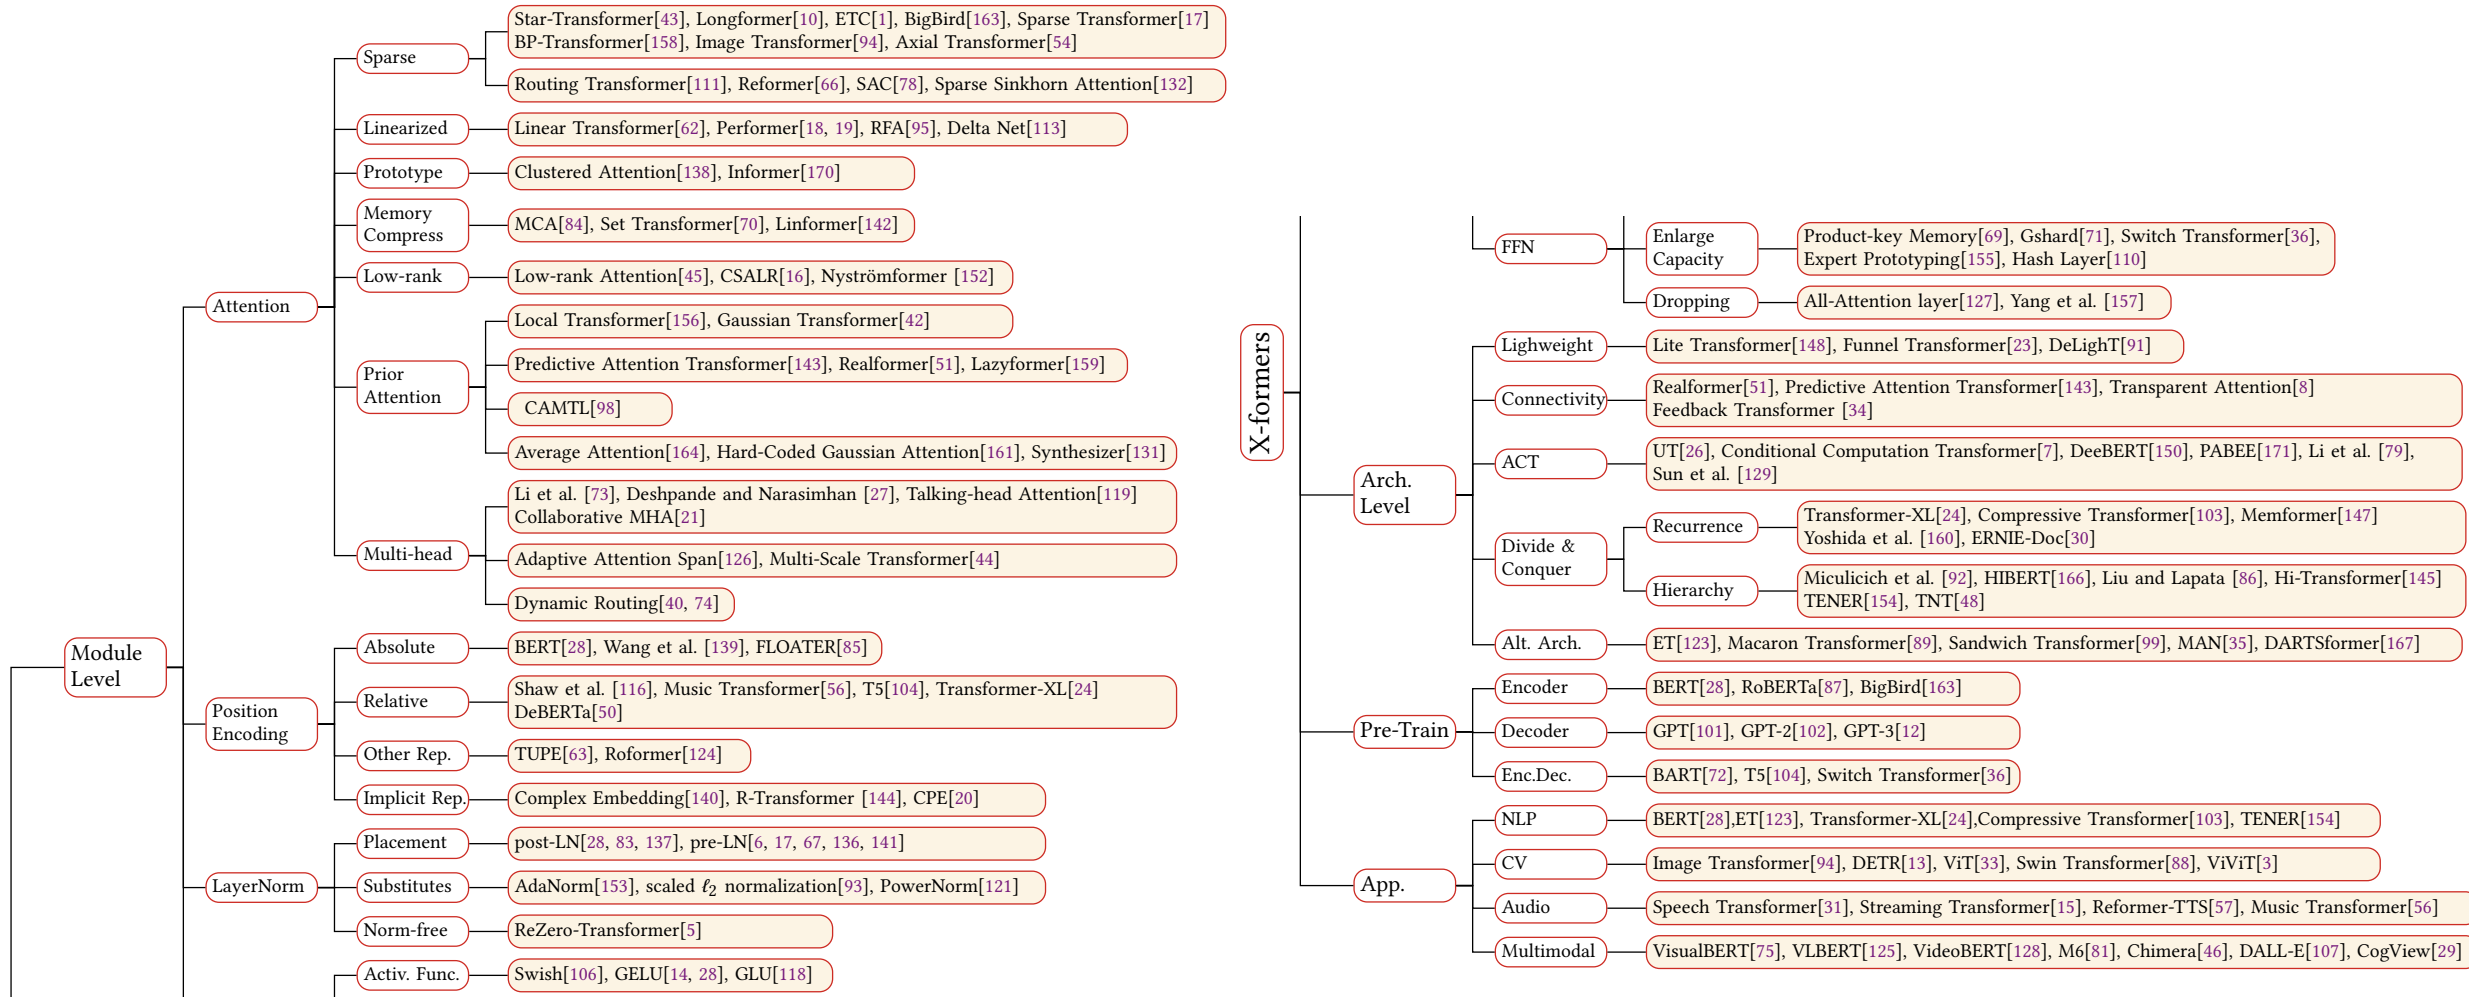 Module
Level
Attention
Sparse
Star-Transformer[43], Longformer[10], ETC[1], BigBird[163], Sparse Transformer[17]
BP-Transformer[158], Image Transformer[94], Axial Transformer[54]
Routing Transformer[111], Reformer[66], SAC[78], Sparse Sinkhorn Attention[132]
Linearized
Linear Transformer[62], Performer[18, 19], RFA[95], Delta Net[113]
Prototype
Clustered Attention[138], Informer[170]
Memory
Compress
MCA[84], Set Transformer[70], Linformer[142]
Low-rank
Low-rank Attention[45], CSALR[16], Nyströmformer [152]
Prior
Attention
Local Transformer[156], Gaussian Transformer[42]
Predictive Attention Transformer[143], Realformer[51], Lazyformer[159]
CAMTL[98]
Average Attention[164], Hard-Coded Gaussian Attention[161], Synthesizer[131]
Multi-head
Li et al. [73], Deshpande and Narasimhan [27], Talking-head Attention[119]
Collaborative MHA[21]
Adaptive Attention Span[126], Multi-Scale Transformer[44]
Dynamic Routing[40, 74]
Position
Encoding
Absolute
BERT[28], Wang et al. [139], FLOATER[85]
Relative
Shaw et al. [116], Music Transformer[56], T5[104], Transformer-XL[24]
DeBERTa[50]
Other Rep.
TUPE[63], Roformer[124]
Implicit Rep.
Complex Embedding[140], R-Transformer [144], CPE[20]
LayerNorm
Placement
post-LN[28, 83, 137], pre-LN[6, 17, 67, 136, 141]
Substitutes
AdaNorm[153], scaled ℓ2 normalization[93], PowerNorm[121]
Norm-free
ReZero-Transformer[5]
Activ. Func.
Swish[106], GELU[14, 28], GLU[118]
X-formers
FFN
Enlarge
Capacity
Product-key Memory[69], Gshard[71], Switch Transformer[36],
Expert Prototyping[155], Hash Layer[110]
Dropping
All-Attention layer[127], Yang et al. [157]
Arch.
Level
Lighweight
Lite Transformer[148], Funnel Transformer[23], DeLighT[91]
Connectivity
Realformer[51], Predictive Attention Transformer[143], Transparent Attention[8]
Feedback Transformer [34]
ACT
UT[26], Conditional Computation Transformer[7], DeeBERT[150], PABEE[171], Li et al. [79],
Sun et al. [129]
Divide &
Conquer
Recurrence
Transformer-XL[24], Compressive Transformer[103], Memformer[147]
Yoshida et al. [160], ERNIE-Doc[30]
Hierarchy
Miculicich et al. [92], HIBERT[166], Liu and Lapata [86], Hi-Transformer[145]
TENER[154], TNT[48]
Alt. Arch.
ET[123], Macaron Transformer[89], Sandwich Transformer[99], MAN[35], DARTSformer[167]
Pre-Train
Encoder
BERT[28], RoBERTa[87], BigBird[163]
Decoder
GPT[101], GPT-2[102], GPT-3[12]
Enc.Dec.
BART[72], T5[104], Switch Transformer[36]
App.
NLP
BERT[28],ET[123], Transformer-XL[24],Compressive Transformer[103], TENER[154]
CV
Image Transformer[94], DETR[13], ViT[33], Swin Transformer[88], ViViT[3]
Audio
Speech Transformer[31], Streaming Transformer[15], Reformer-TTS[57], Music Transformer[56]
Multimodal
VisualBERT[75], VLBERT[125], VideoBERT[128], M6[81], Chimera[46], DALL-E[107], CogView[29]